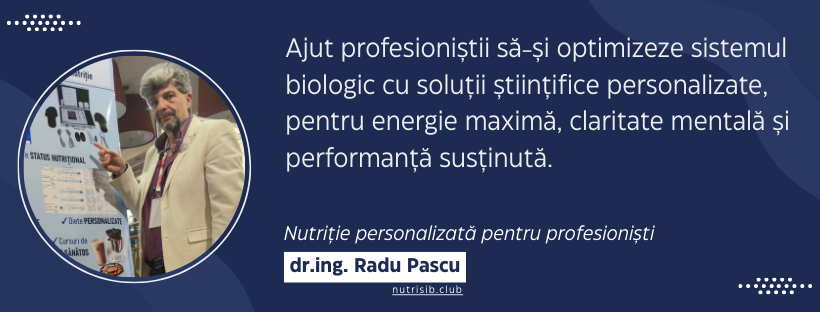 Ajut profesioniștii să-și optimizeze sistemul
biologic cu soluții științifice personalizate,
pentru energie maximă, claritate mentală și
performanță susținută.
Nutriție personalizată pentru profesioniști
dr.ing. Radu Pascu
nutrisib.club
STATUS NUTRIȚIONAL
✓ Diete PERSONALIZATE
✓ Cursuri de